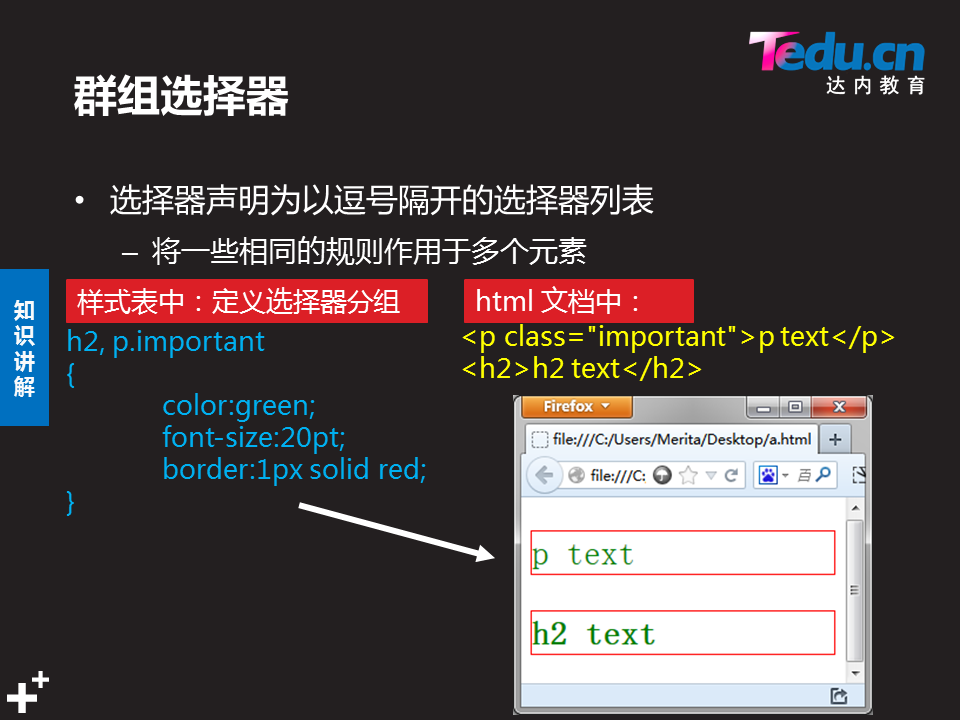 Tedu.cn
达内教育
群组选择器
• 选择器声明为以逗号隔开的选择器列表
– 将一些相同的规则作用于多个元素
知识讲解
样式表中：定义选择器分组
h2, p.important
{
color:green;
font-size:20pt;
border:1px solid red;
}
html 文档中：
<p class="important">p text</p>
<h2>h2 text</h2>
Firefox
file:///C:/Users/Merita/Desktop/a.html
file:///C:
百
p text
h2 text